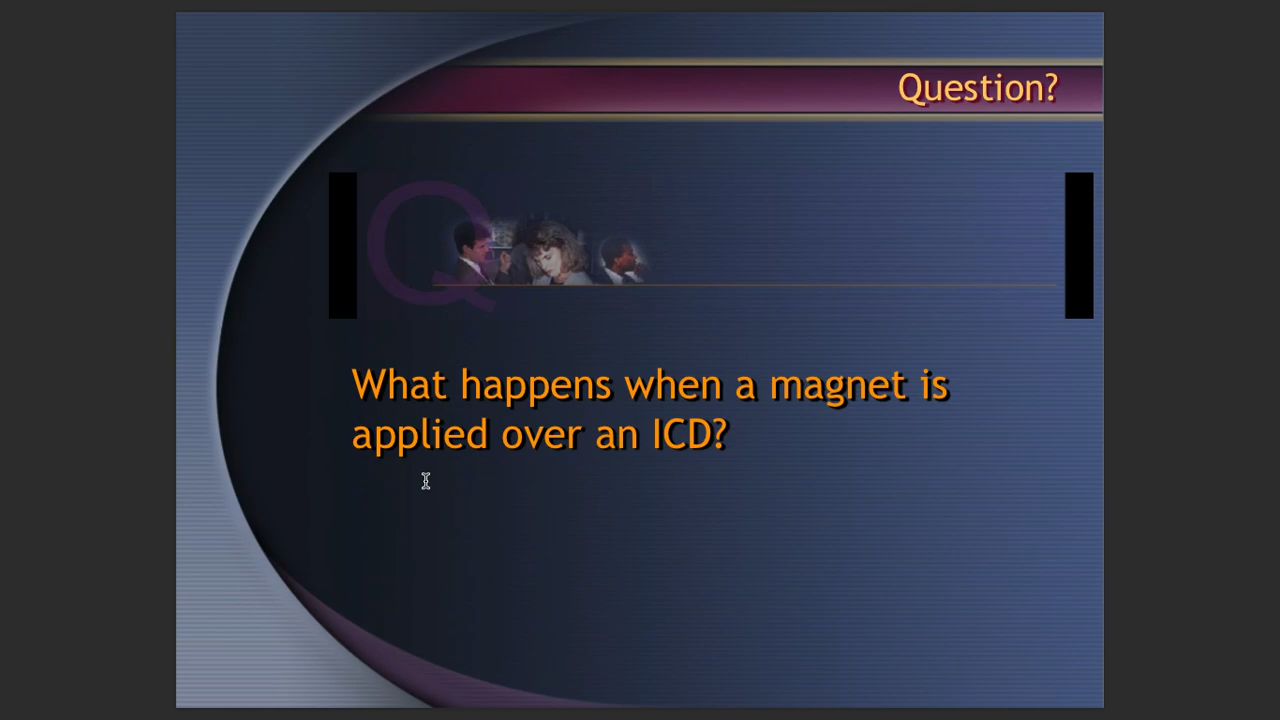 Question?
Q
What happens when a magnet is
applied over an ICD?